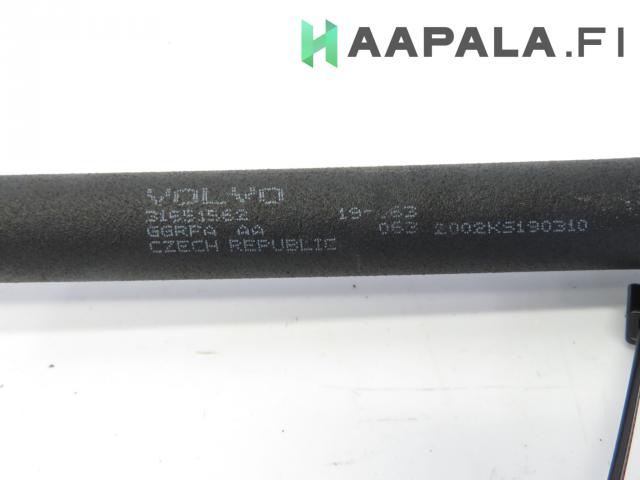 HAAPALA.FI
VOLVO
31651562
GGRFA AA 063 2002KS190310
CZECH REPUBLIC